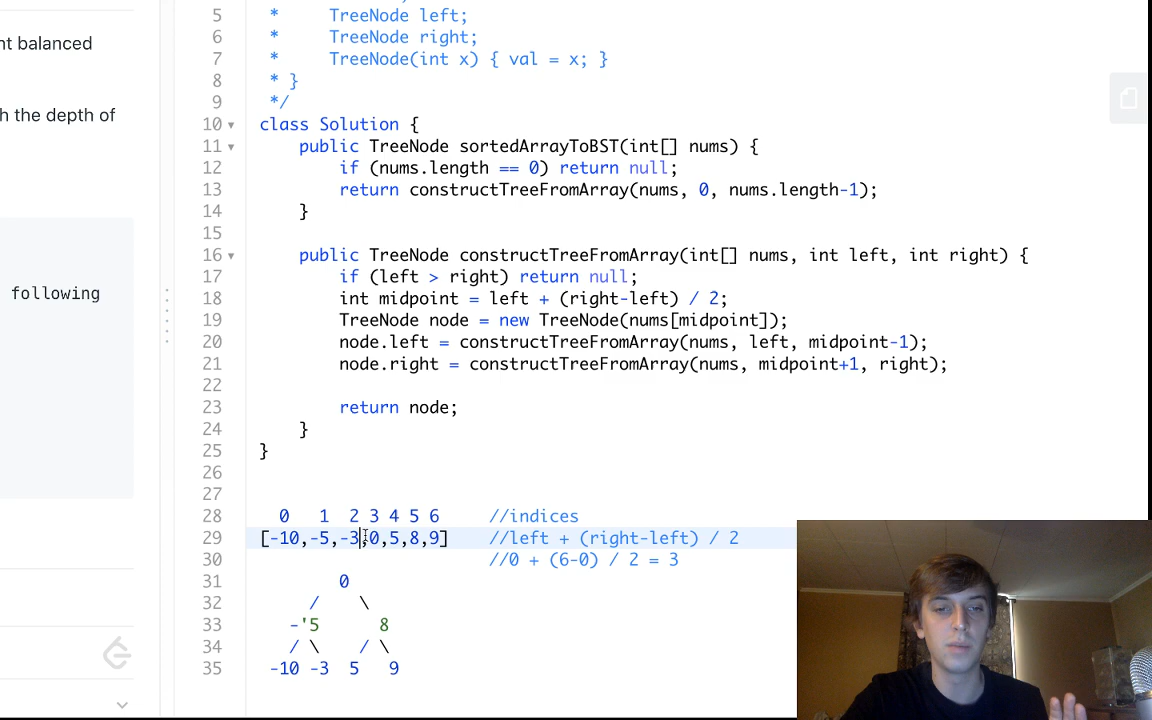 nt balanced
h the depth of
following
5 * TreeNode left;
6 * TreeNode right;
7 * TreeNode(int x) { val = x; }
8 * }
9 */
10 class Solution {
11 public TreeNode sortedArrayToBST(int[] nums) {
12 if (nums.length == 0) return null;
13 return constructTreeFromArray(nums, 0, nums.length-1);
14 }
15
16 public TreeNode constructTreeFromArray(int[] nums, int left, int right) {
17 if (left > right) return null;
18 int midpoint = left + (right-left) / 2;
19 TreeNode node = new TreeNode(nums[midpoint]);
20 node.left = constructTreeFromArray(nums, left, midpoint-1);
21 node.right = constructTreeFromArray(nums, midpoint+1, right);
22
23 return node;
24 }
25 }
26
27
28 0 1 2 3 4 5 6 //indices
29 [-10,-5,-3,0,5,8,9] //left + (right-left) / 2
30 //0 + (6-0) / 2 = 3
31 0
32 / \
33 -'5 8
34 / \ / \
35 -10 -3 5 9